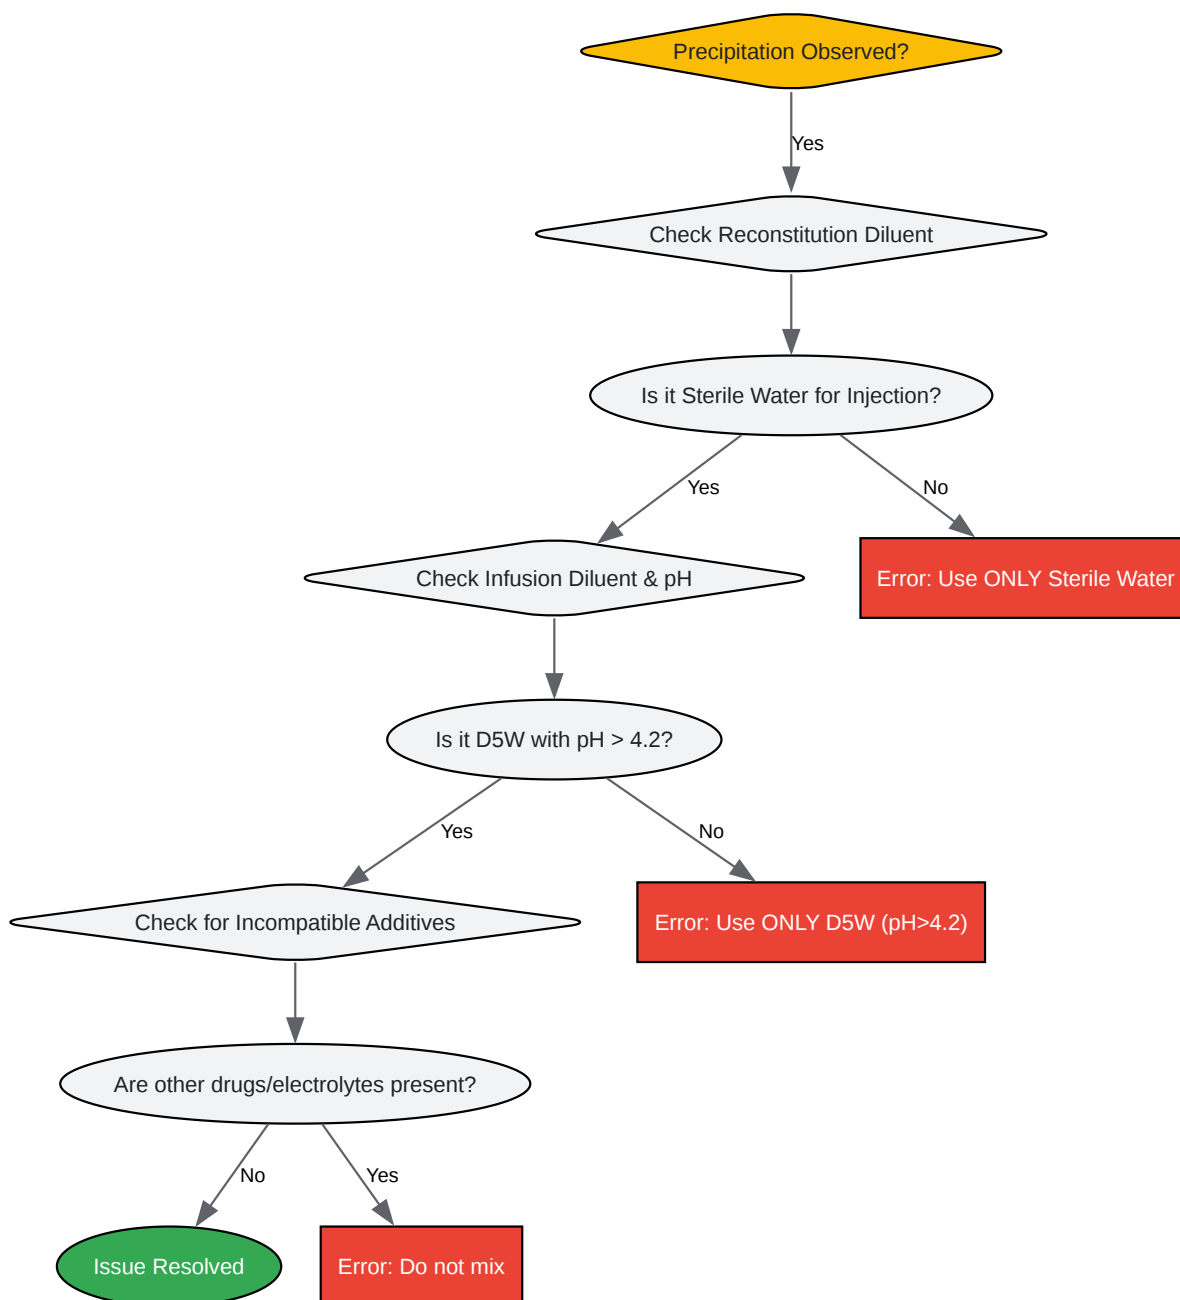 Precipitation Observed?
Yes
Check Reconstitution Diluent
Is it Sterile Water for Injection?
Yes
No
Check Infusion Diluent & pH
Error: Use ONLY Sterile Water
Is it D5W with pH > 4.2?
Yes
No
Check for Incompatible Additives
Error: Use ONLY D5W (pH>4.2)
Are other drugs/electrolytes present?
No
Yes
Issue Resolved
Error: Do not mix